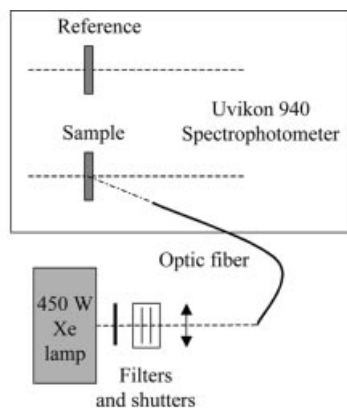 Reference
Uvikon 940
Spectrophotometer
Sample
Optic fiber
450 W
Xe
lamp
Filters
and shutters